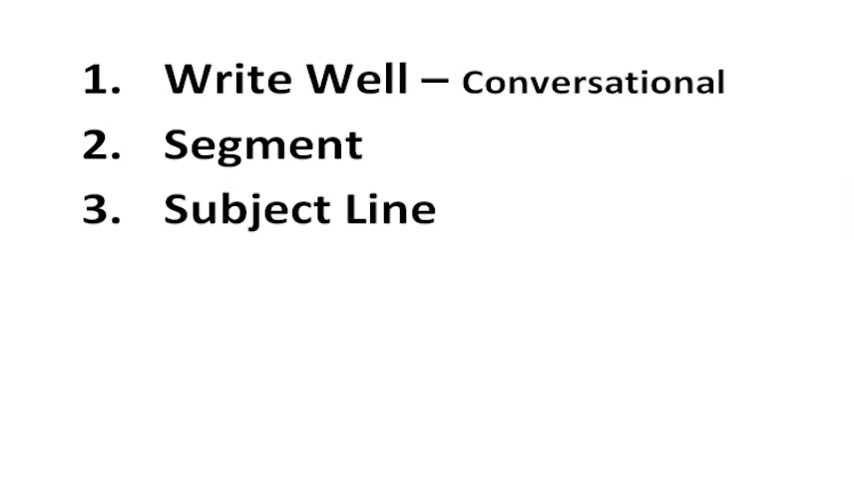 1. Write Well – Conversational
2. Segment
3. Subject Line